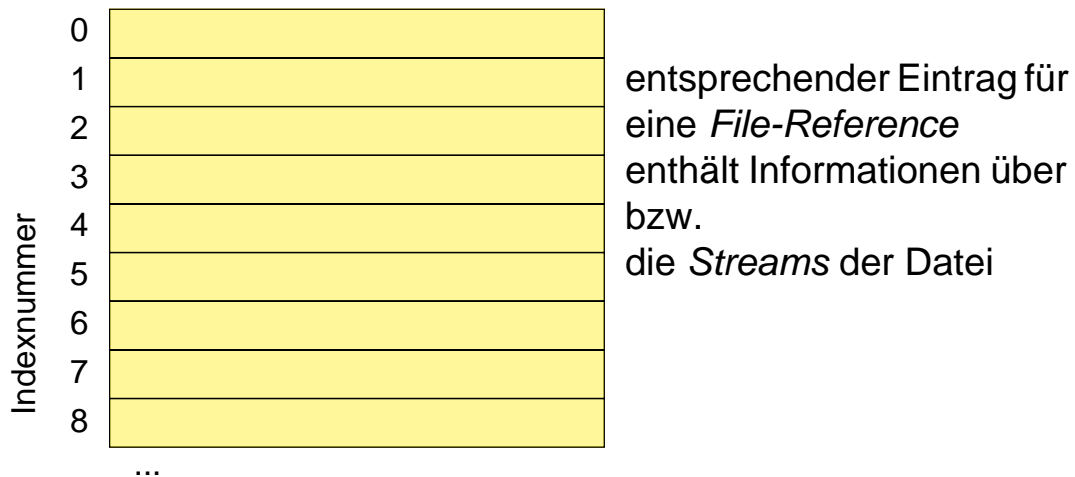 Indexnummer
0
1
2
3
4
5
6
7
8
...
entsprechender Eintrag für
eine File-Reference
enthält Informationen über
bzw.
die Streams der Datei